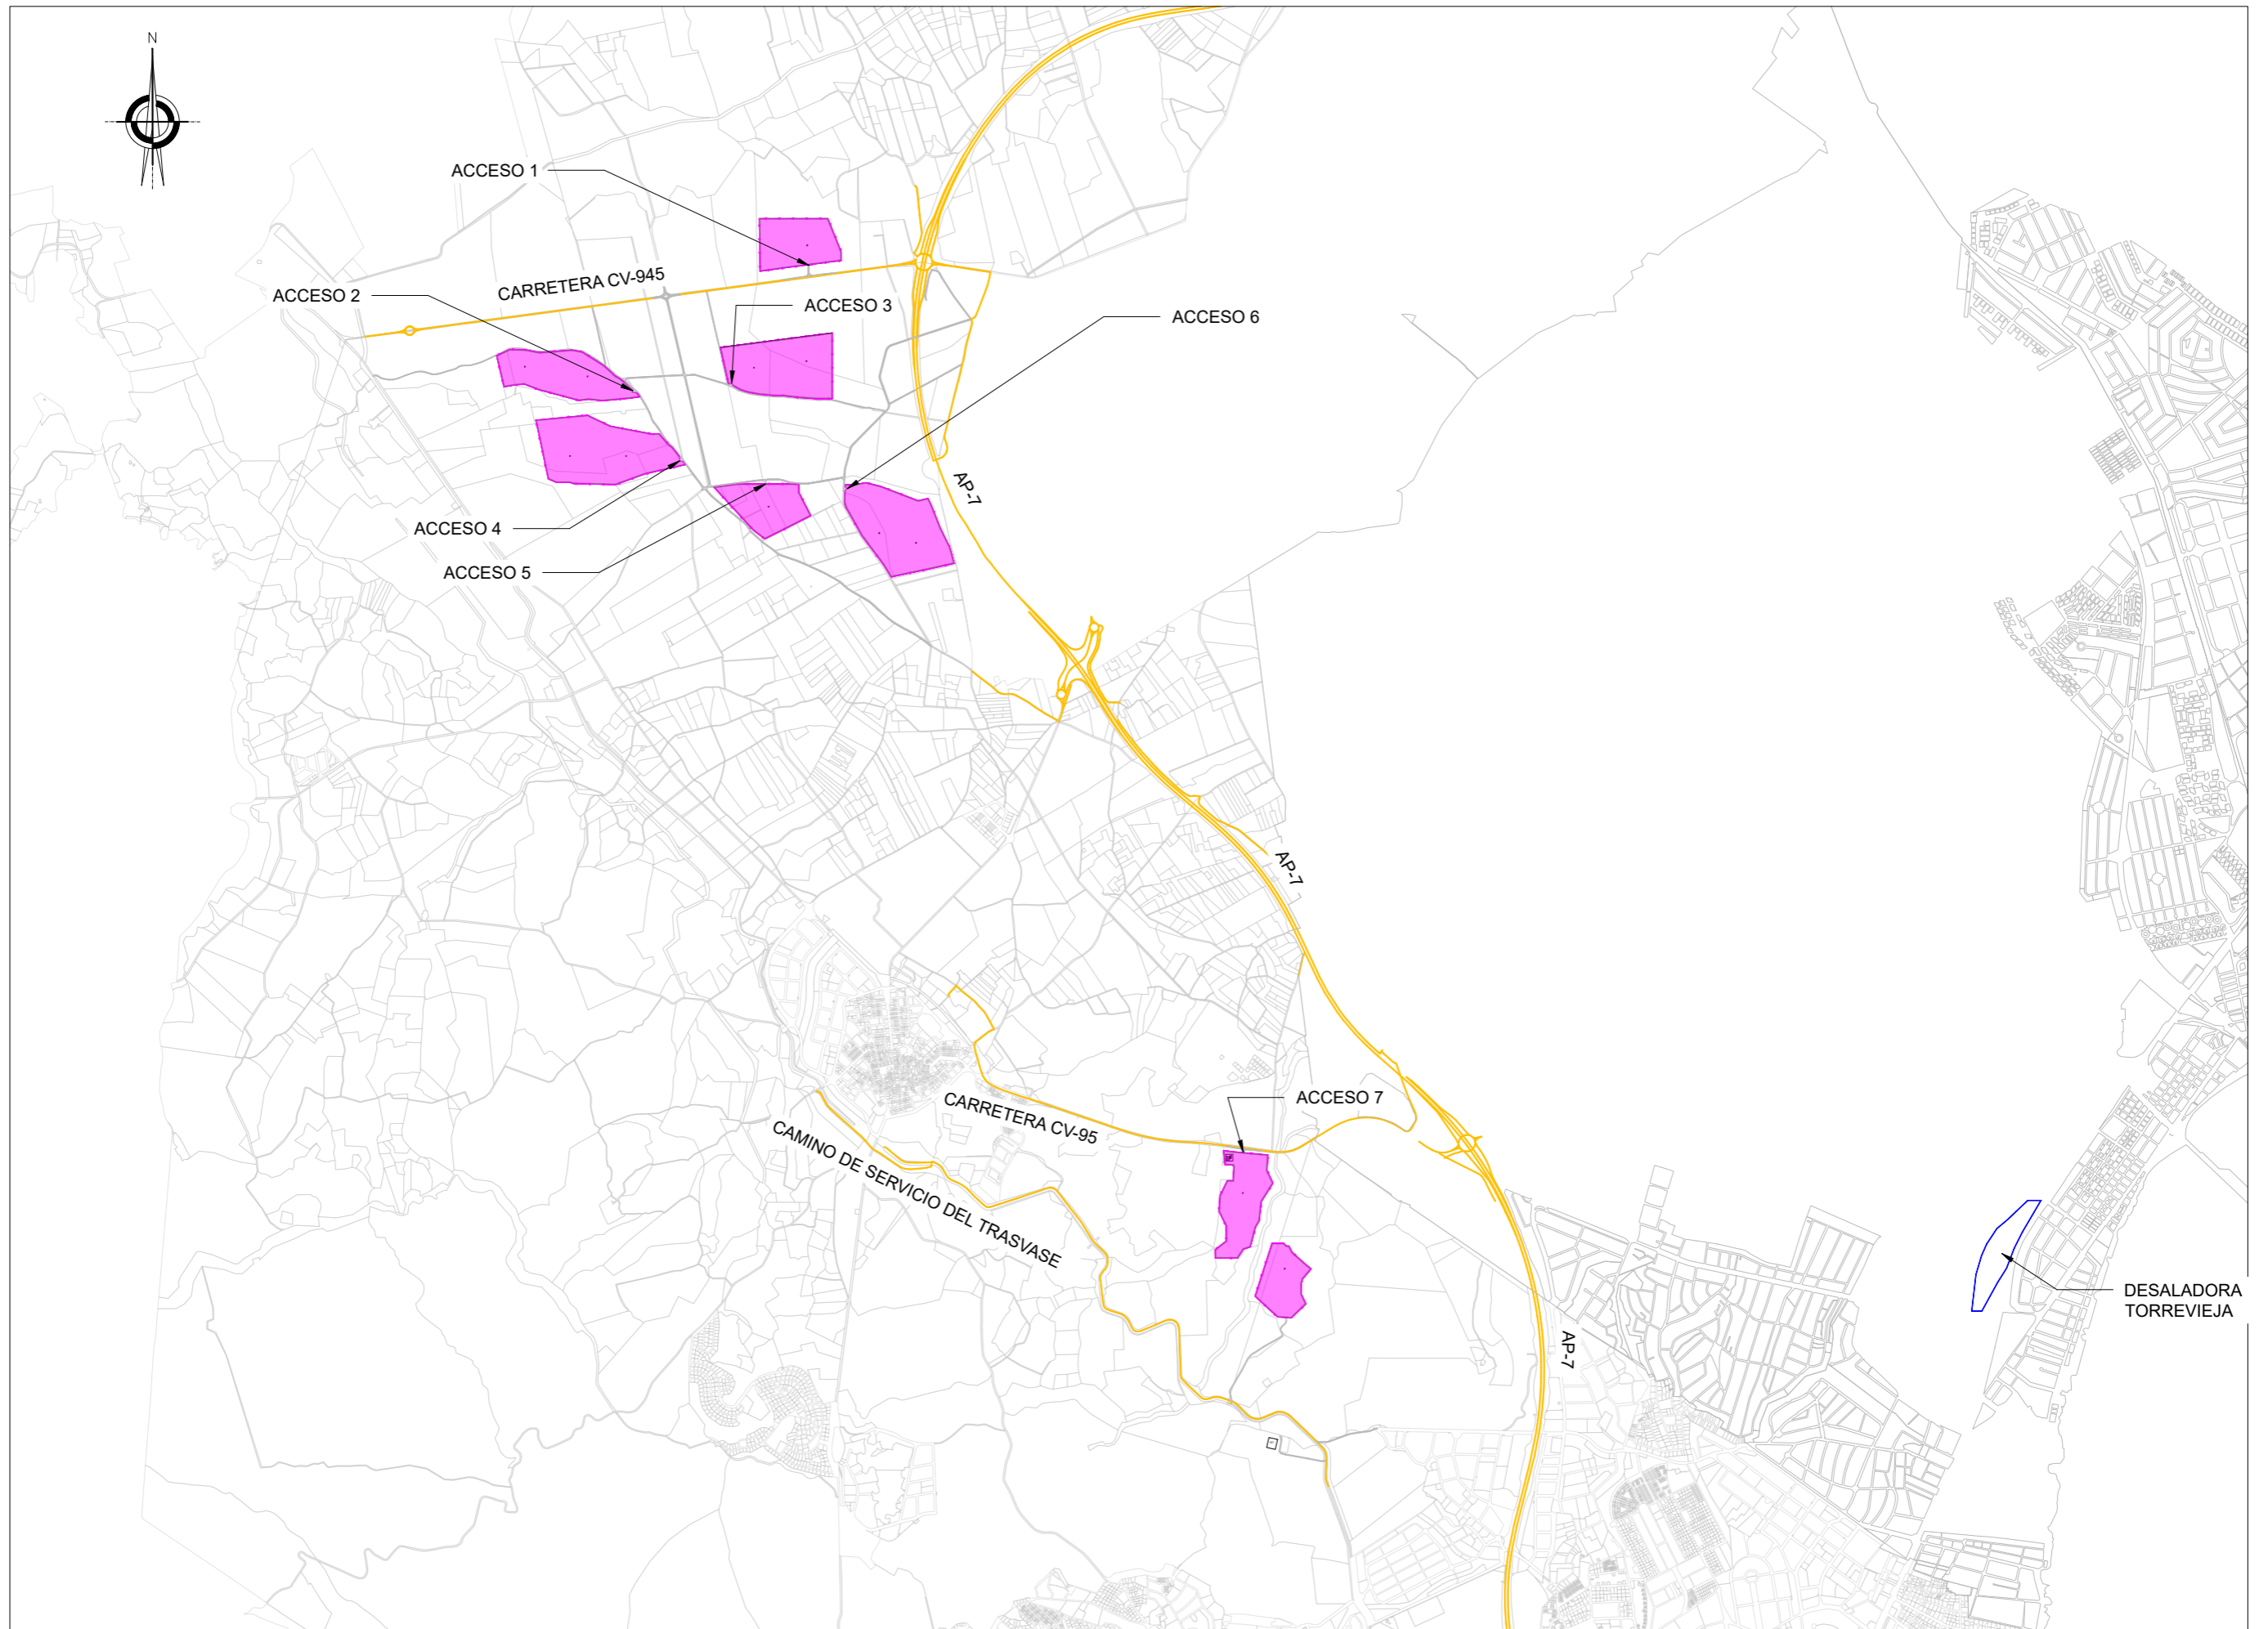 N
ACCESO 1
CARRETERA CV-945
ACCESO 2
ACCESO 3
ACCESO 6
AP-7
ACCESO 4
ACCESO 5
AP-7
ACCESO 7
CARRETERA CV-95
CAMINO DE SERVICIO DEL TRASVASE
DESALADORA
TORREVIEJA
AP-7